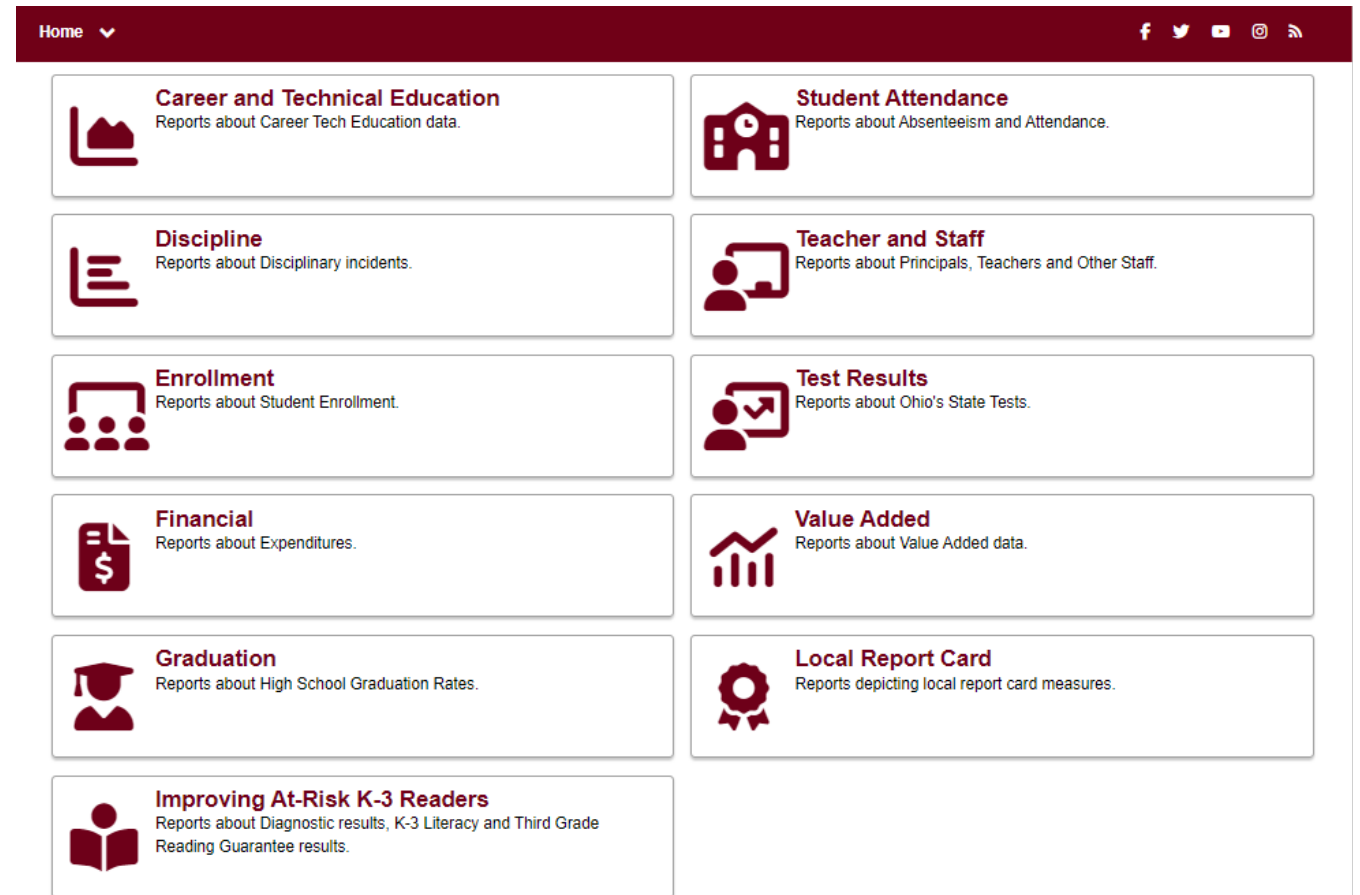 Home
Career and Technical Education
Reports about Career Tech Education data.
Student Attendance
Reports about Absenteeism and Attendance.
Discipline
Reports about Disciplinary incidents.
Teacher and Staff
Reports about Principals, Teachers and Other Staff.
Enrollment
Reports about Student Enrollment.
Test Results
Reports about Ohio's State Tests.
Financial
Reports about Expenditures.
Value Added
Reports about Value Added data.
Graduation
Reports about High School Graduation Rates.
Local Report Card
Reports depicting local report card measures.
Improving At-Risk K-3 Readers
Reports about Diagnostic results, K-3 Literacy and Third Grade
Reading Guarantee results.